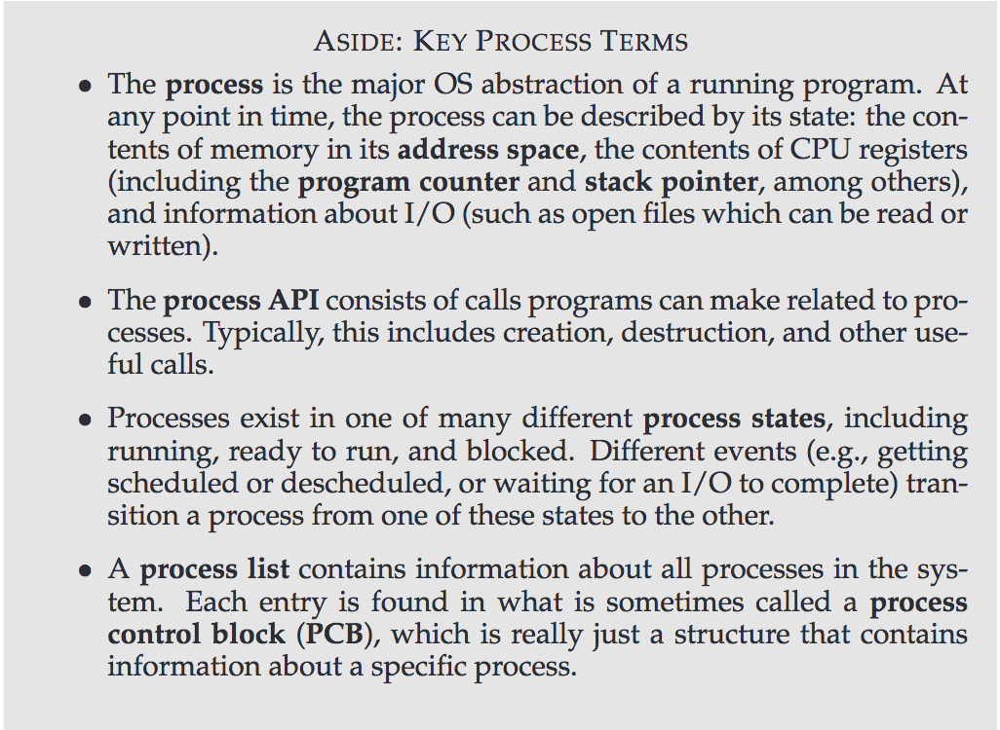 ASIDE: KEY PROCESS TERMS
• The process is the major OS abstraction of a running program. At
any point in time, the process can be described by its state: the con-
tents of memory in its address space, the contents of CPU registers
(including the program counter and stack pointer, among others),
and information about I/O (such as open files which can be read or
written).
• The process API consists of calls programs can make related to pro-
cesses. Typically, this includes creation, destruction, and other use-
ful calls.
• Processes exist in one of many different process states, including
running, ready to run, and blocked. Different events (e.g., getting
scheduled or descheduled, or waiting for an I/O to complete) tran-
sition a process from one of these states to the other.
• A process list contains information about all processes in the sys-
tem. Each entry is found in what is sometimes called a process
control block (PCB), which is really just a structure that contains
information about a specific process.